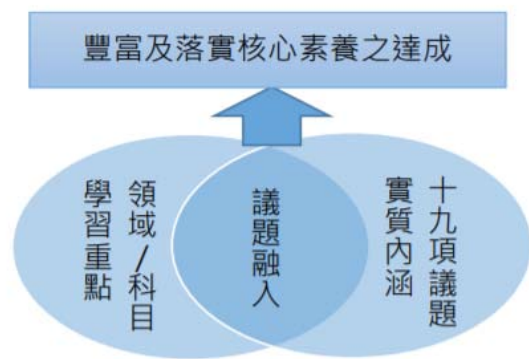 豐富及落實核心素養之達成
領域/科目
學習重點
議題融入
十九項議題
實質內涵